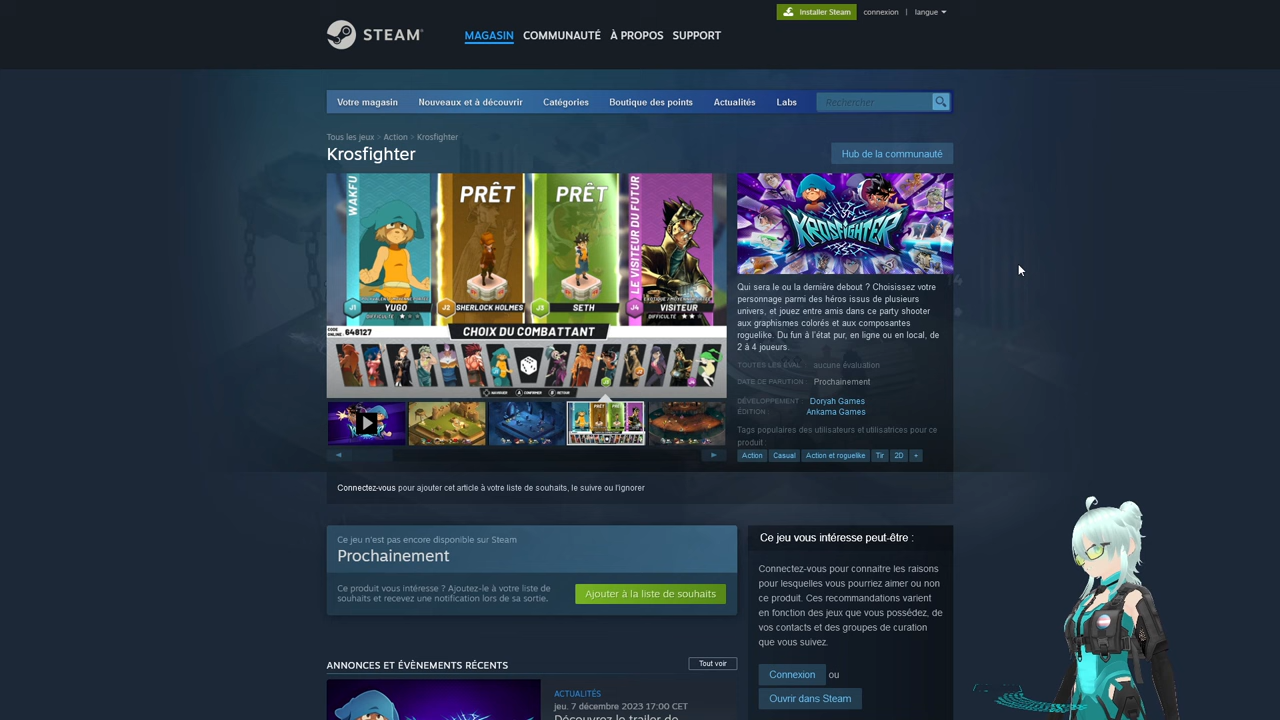 Installer Steam
connexion | langue
STEAM
MAGASIN COMMUNAUTÉ À PROPOS SUPPORT
Votre magasin Nouveaux et à découvrir Catégories Boutique des points Actualités Labs Rechercher
Tous les jeux > Action > Krosfighter
Krosfighter
Hub de la communauté
WAKFU
PRÊT
PRÊT
LE VISITEUR DU FUTUR
J1 YUGO
DIFFICULTÉ
J2 SHERLOCK HOLMES
J3 SETH
J4 VISITEUR
DIFFICULTÉ
CODE ONLINE : 648127
CHOIX DU COMBATTANT
NAVIGUER A CONFIRMER B RETOUR
KROSFIGHTER
Qui sera le ou la dernière debout ? Choisissez votre
personnage parmi des héros issus de plusieurs
univers, et jouez entre amis dans ce party shooter
aux graphismes colorés et aux composantes
roguelike. Du fun à l'état pur, en ligne ou en local, de
2 à 4 joueurs.
TOUTES LES ÉVAL. aucune évaluation
DATE DE PARUTION : Prochainement
DÉVELOPPEMENT : Doryah Games
ÉDITION : Ankama Games
Tags populaires des utilisateurs et utilisatrices pour ce
produit :
Action Casual Action et roguelike Tir 2D +
Connectez-vous pour ajouter cet article à votre liste de souhaits, le suivre ou l'ignorer
Ce jeu n'est pas encore disponible sur Steam
Prochainement
Ce produit vous intéresse ? Ajoutez-le à votre liste de
souhaits et recevez une notification lors de sa sortie.
Ajouter à la liste de souhaits
Ce jeu vous intéresse peut-être :
Connectez-vous pour connaitre les raisons
pour lesquelles vous pourriez aimer ou non
ce produit. Ces recommandations varient
en fonction des jeux que vous possédez, de
vos contacts et des groupes de curation
que vous suivez.
Connexion ou
Ouvrir dans Steam
ANNONCES ET ÉVÈNEMENTS RÉCENTS
Tout voir
ACTUALITÉS
jeu. 7 décembre 2023 17:00 CET
Découvrez le trailer de